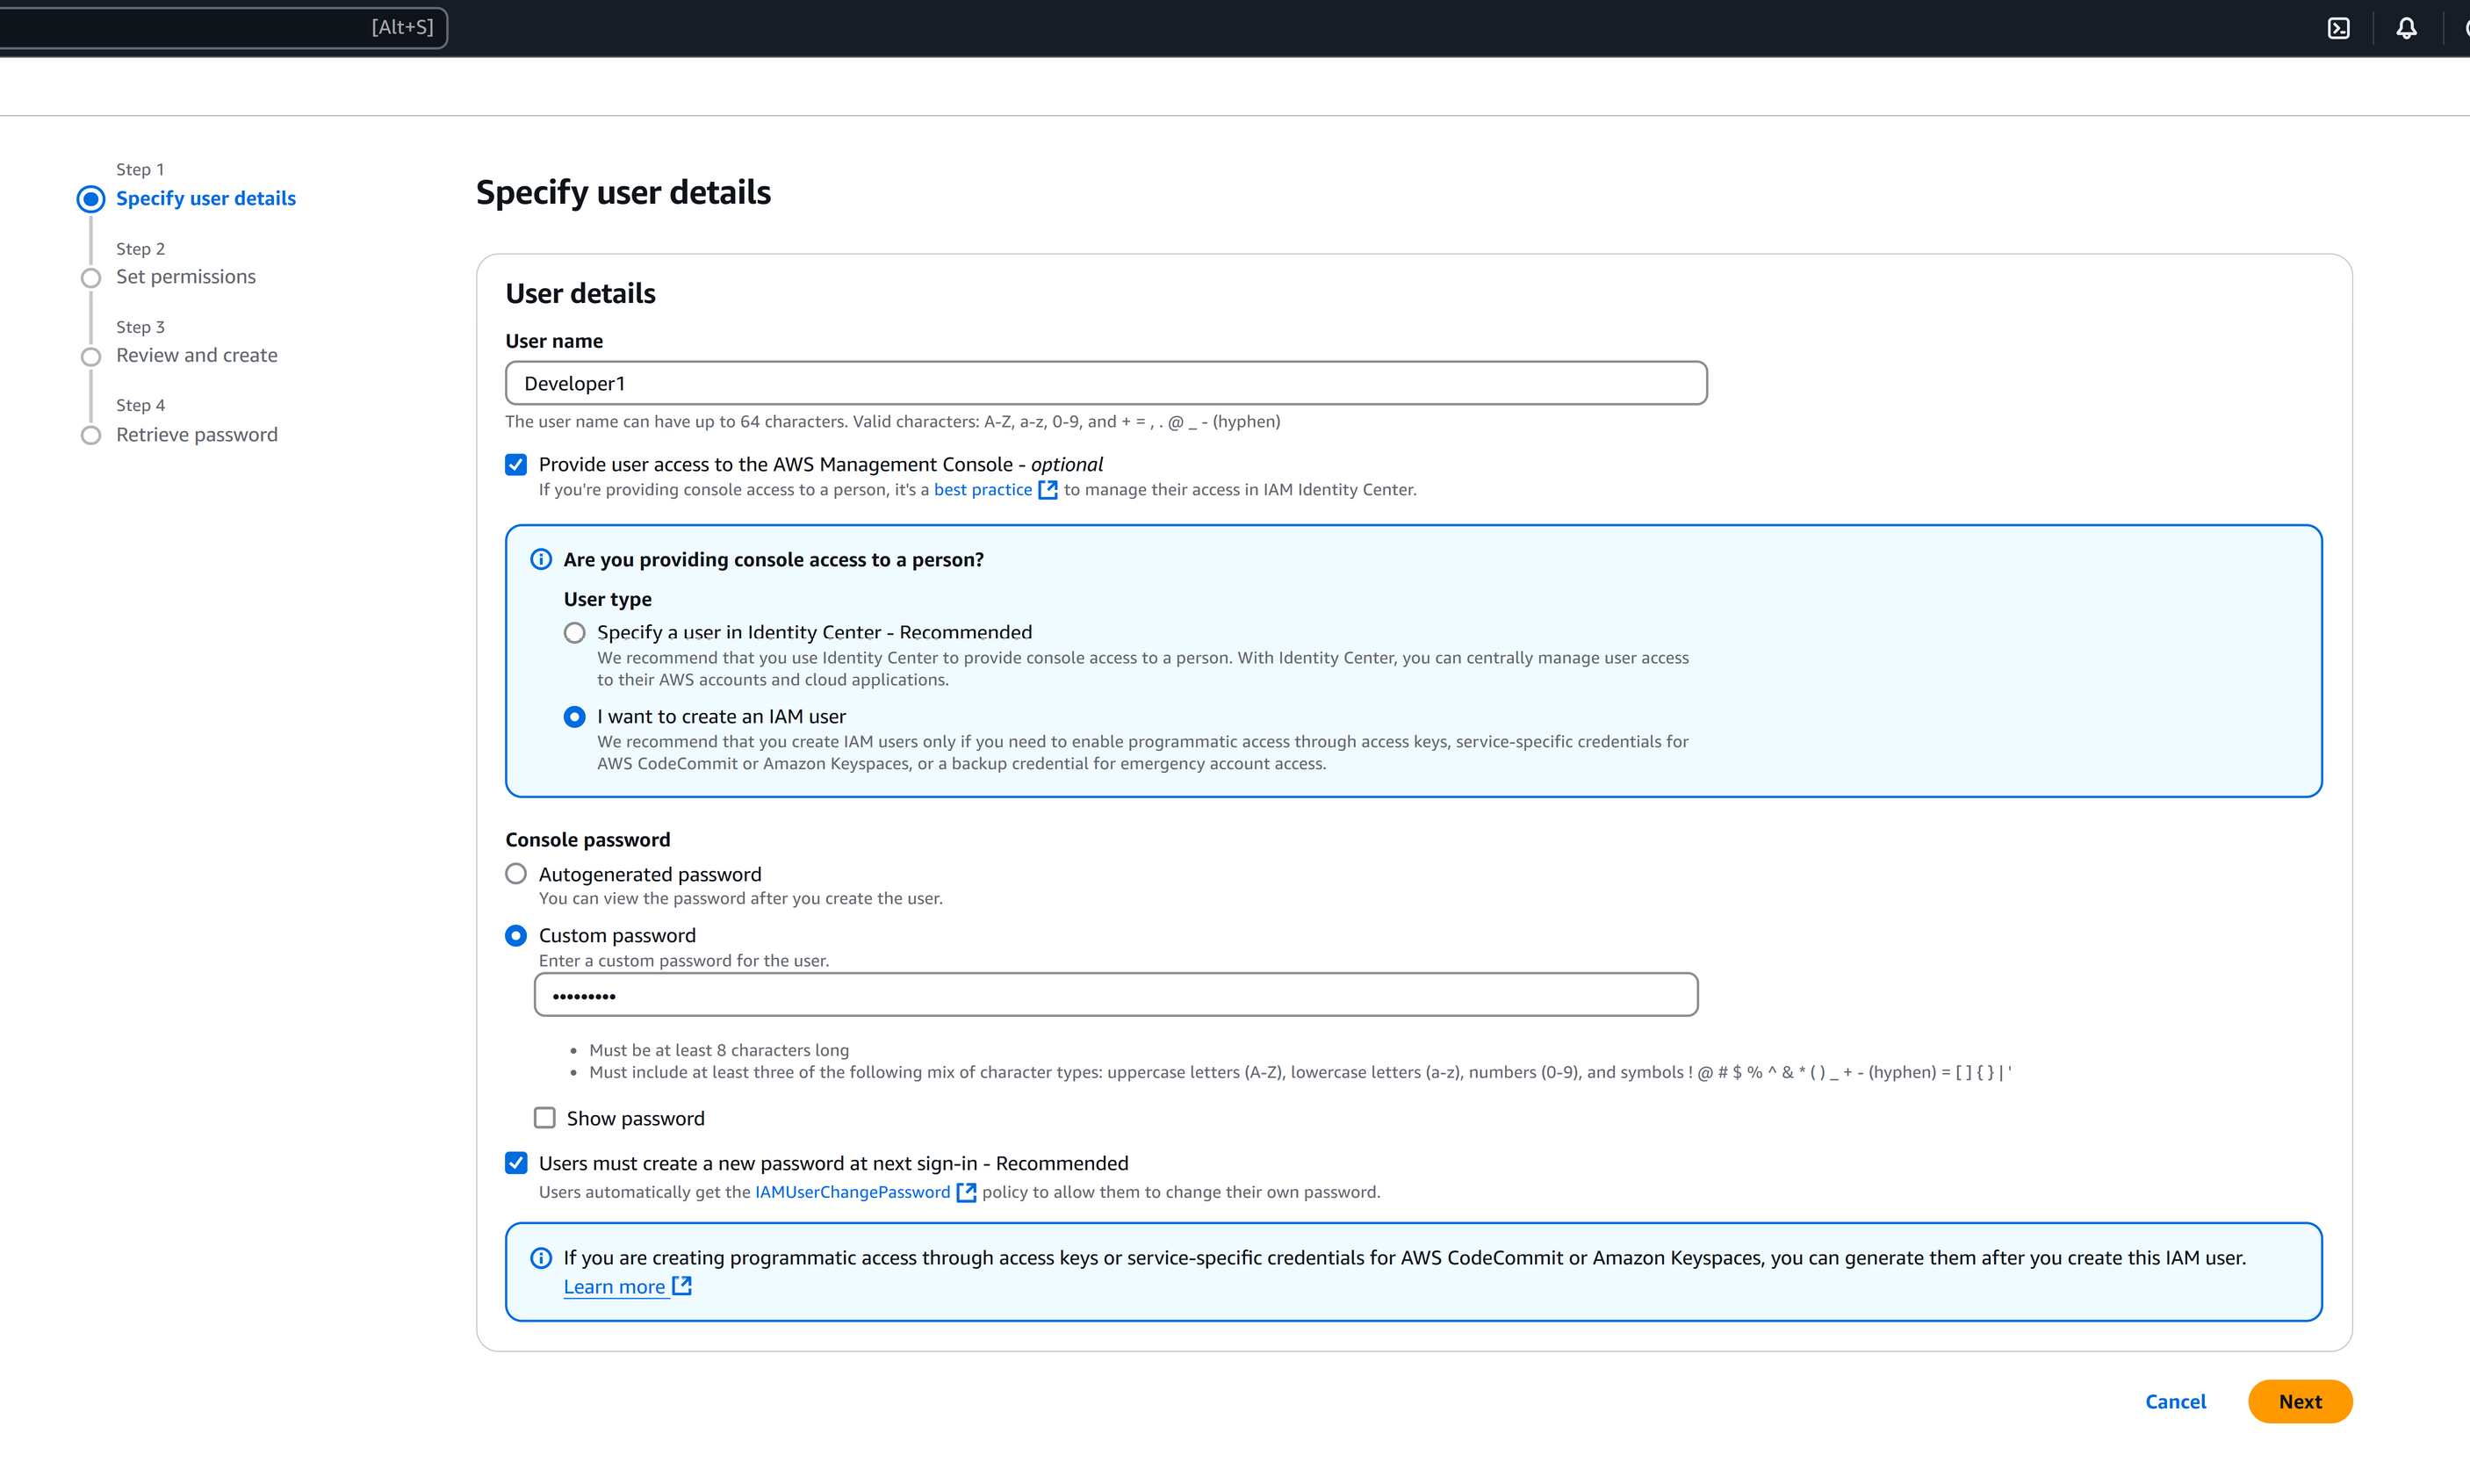 [Alt+S]
Step 1
Specify user details
Step 2
Set permissions
Step 3
Review and create
Step 4
Retrieve password
Specify user details
User details
User name
Developer1
The user name can have up to 64 characters. Valid characters: A-Z, a-z, 0-9, and + = , . @ _ - (hyphen)
Provide user access to the AWS Management Console - optional
If you're providing console access to a person, it's a best practice to manage their access in IAM Identity Center.
Are you providing console access to a person?
User type
Specify a user in Identity Center - Recommended
We recommend that you use Identity Center to provide console access to a person. With Identity Center, you can centrally manage user access
to their AWS accounts and cloud applications.
I want to create an IAM user
We recommend that you create IAM users only if you need to enable programmatic access through access keys, service-specific credentials for
AWS CodeCommit or Amazon Keyspaces, or a backup credential for emergency account access.
Console password
Autogenerated password
You can view the password after you create the user.
Custom password
Enter a custom password for the user.
•••••••••
• Must be at least 8 characters long
• Must include at least three of the following mix of character types: uppercase letters (A-Z), lowercase letters (a-z), numbers (0-9), and symbols ! @ # $ % ^ & * ( ) _ + - (hyphen) = [ ] { } | '
Show password
Users must create a new password at next sign-in - Recommended
Users automatically get the IAMUserChangePassword policy to allow them to change their own password.
If you are creating programmatic access through access keys or service-specific credentials for AWS CodeCommit or Amazon Keyspaces, you can generate them after you create this IAM user.
Learn more
Cancel
Next